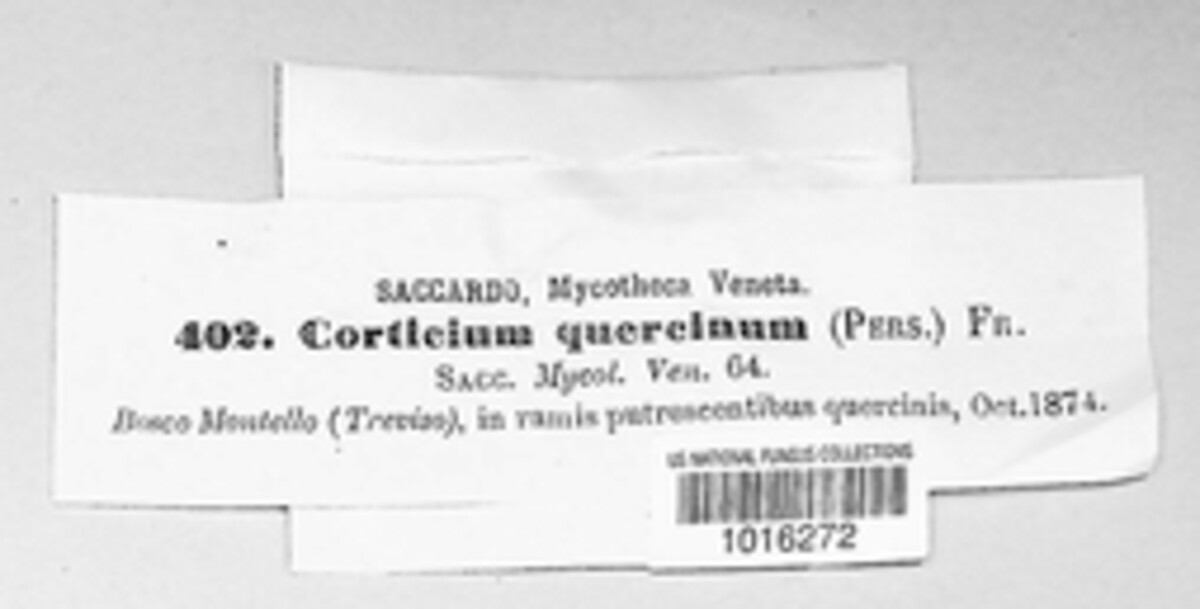 SACCARDO, Mycotheca Veneta.
402. Corticium quercinum (PERS.) FR.
SACC. Mycol. Ven. 64.
Bosco Montello (Treviso), in ramis putrescentibus quercinis, Oct. 1874.
US NATIONAL FUNGUS COLLECTIONS
1016272